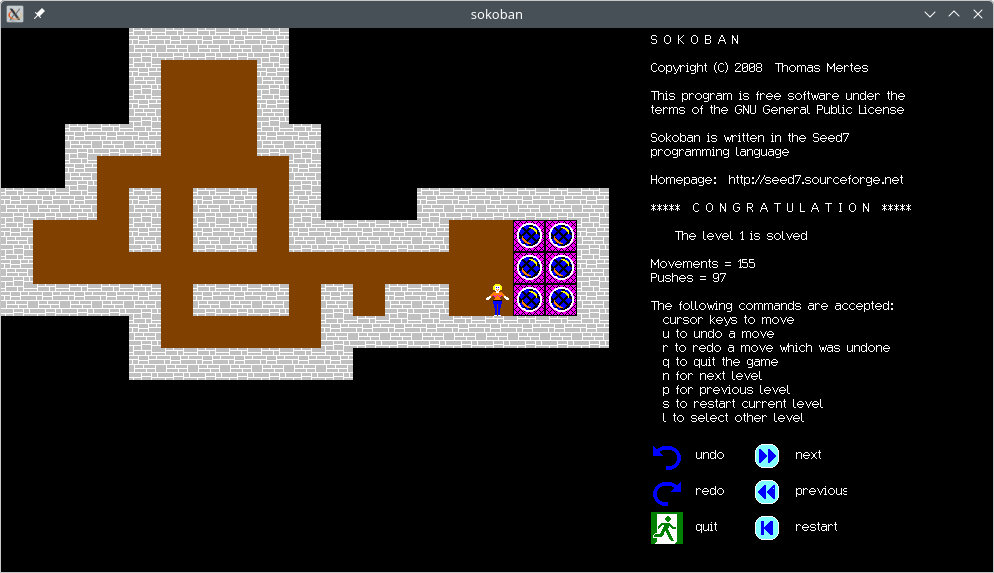 sokoban
S O K O B A N
Copyright (C) 2008 Thomas Mertes
This program is free software under the
terms of the GNU General Public License
Sokoban is written in the Seed7
programming language
Homepage: http://seed7.sourceforge.net
***** C O N G R A T U L A T I O N *****
The level 1 is solved
Movements = 155
Pushes = 97
The following commands are accepted:
cursor keys to move
u to undo a move
r to redo a move which was undone
q to quit the game
n for next level
p for previous level
s to restart current level
l to select other level
undo next
redo previous
quit restart